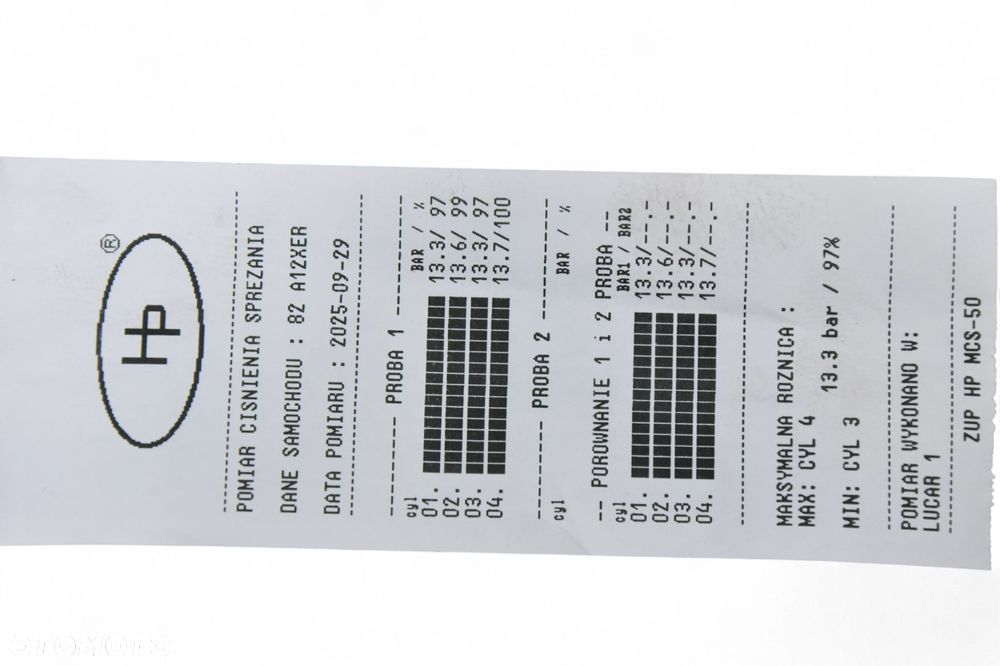 HP ®
POMIAR CISNIENIA SPREZANIA
DANE SAMOCHODU : 82 A12XER
DATA POMIARU : 2025-09-29
---- PROBA 1 ----
cyl BAR / %
01. 13.3/ 97
02. 13.6/ 99
03. 13.3/ 97
04. 13.7/100
---- PROBA 2 ----
cyl BAR / %
-- POROWNANIE 1 i 2 PROBA --
cyl BAR1/ BAR2
01. 13.3/--.-
02. 13.6/--.-
03. 13.3/--.-
04. 13.7/--.-
MAKSYMALNA ROZNICA :
MAX: CYL 4
13.3 bar / 97%
MIN: CYL 3
POMIAR WYKONANO W:
LUCAR 1
ZUP HP MCS-50
OTOMOTO